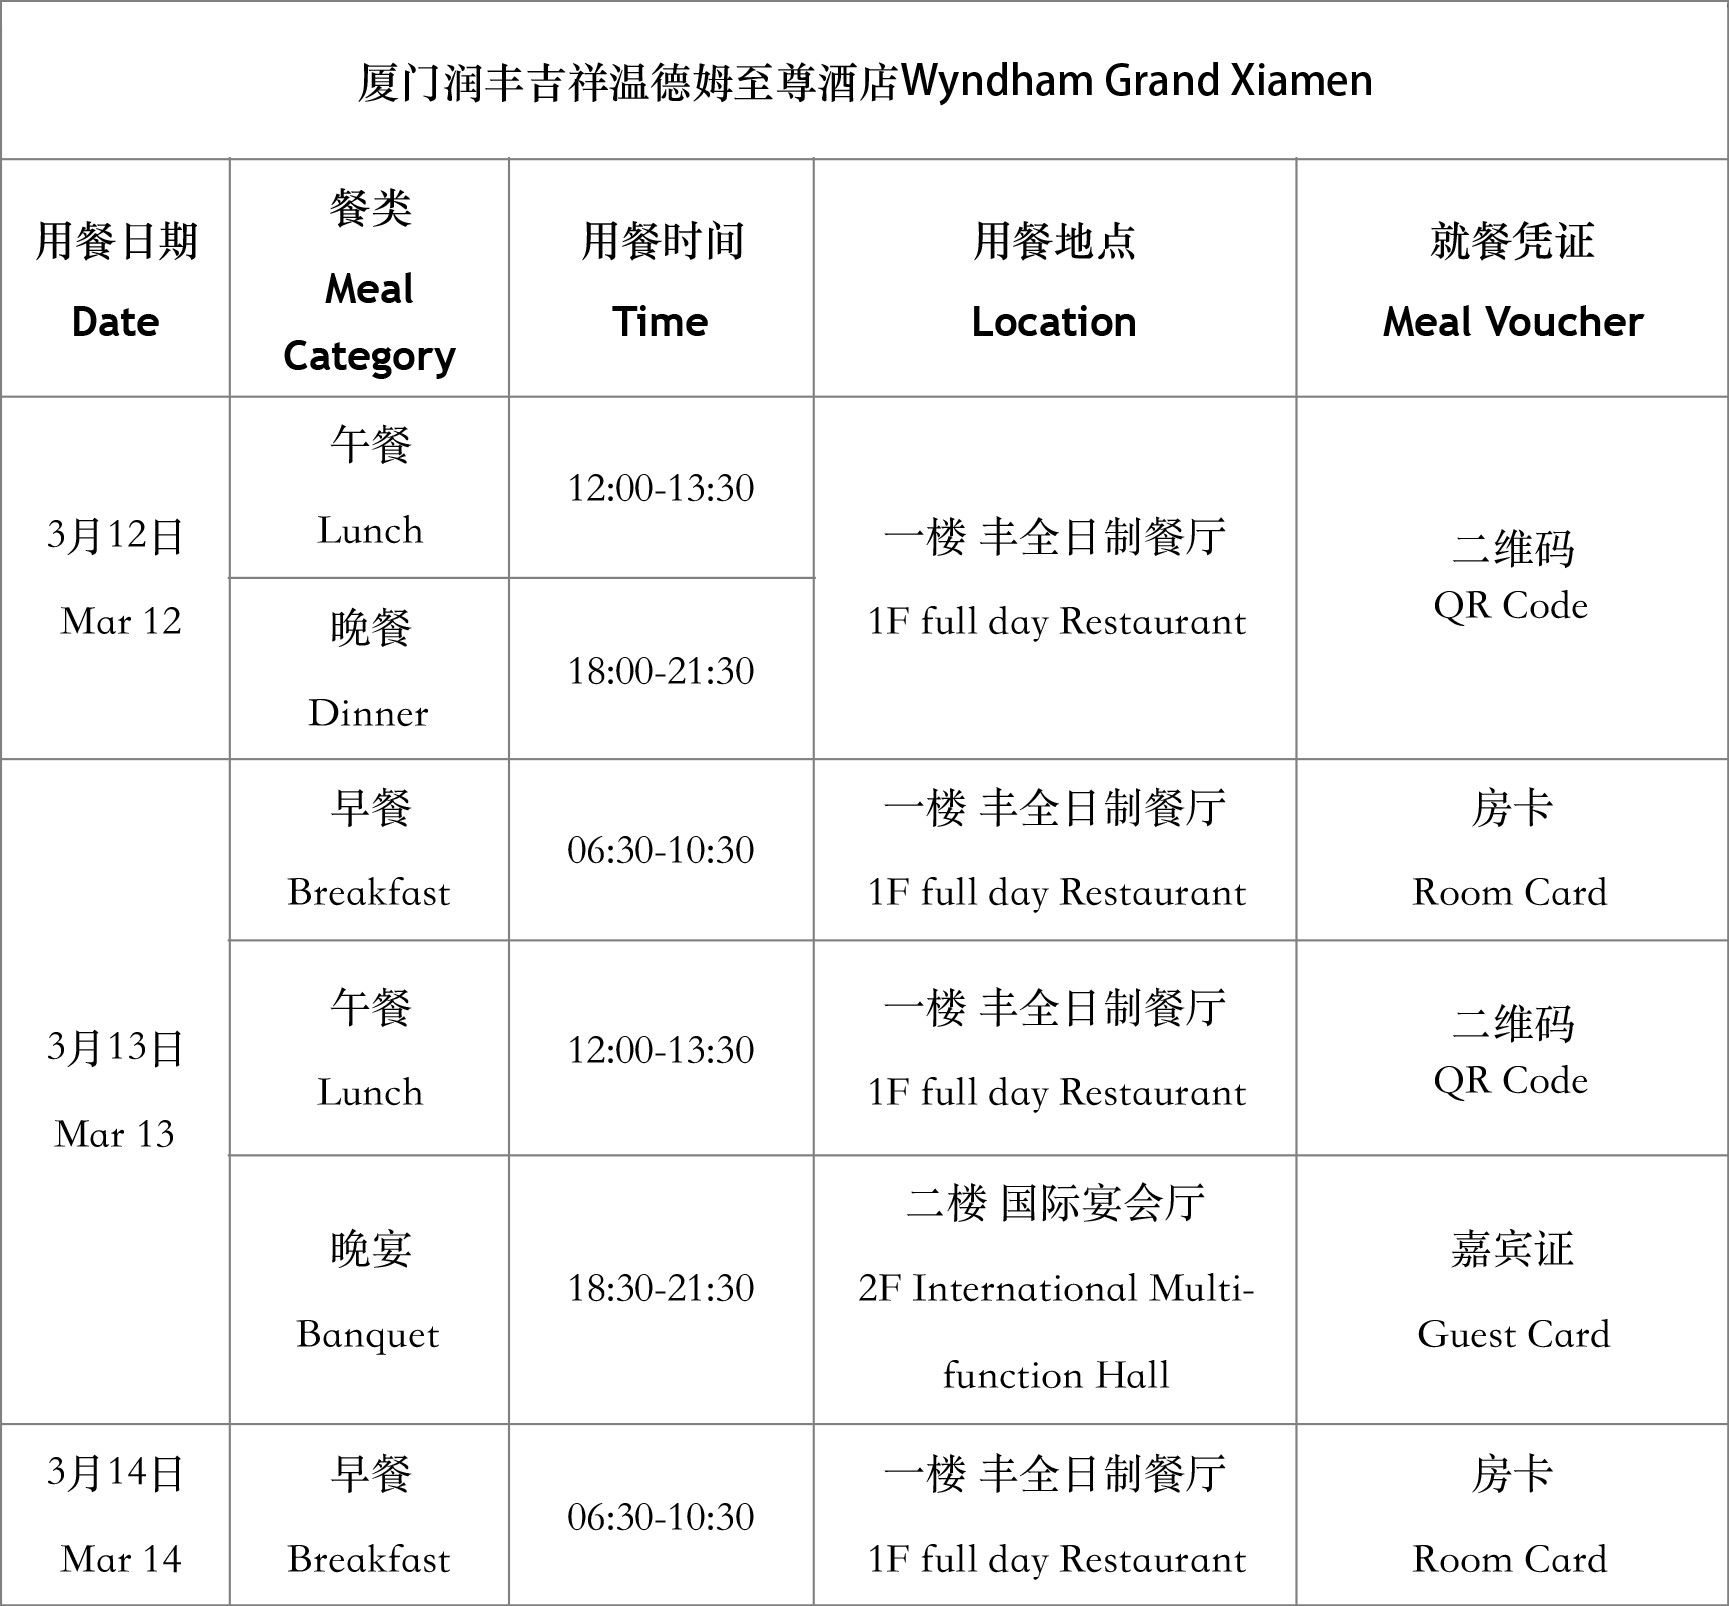 厦门润丰吉祥温德姆至尊酒店Wyndham Grand Xiamen
用餐日期
Date
餐类
Meal
Category
用餐时间
Time
用餐地点
Location
就餐凭证
Meal Voucher
3月12日
Mar 12
午餐
Lunch
12:00-13:30
一楼 丰全日制餐厅
1F full day Restaurant
二维码
QR Code
晚餐
Dinner
18:00-21:30
3月13日
Mar 13
早餐
Breakfast
06:30-10:30
一楼 丰全日制餐厅
1F full day Restaurant
房卡
Room Card
午餐
Lunch
12:00-13:30
一楼 丰全日制餐厅
1F full day Restaurant
二维码
QR Code
晚宴
Banquet
18:30-21:30
二楼 国际宴会厅
2F International Multi-
function Hall
嘉宾证
Guest Card
3月14日
Mar 14
早餐
Breakfast
06:30-10:30
一楼 丰全日制餐厅
1F full day Restaurant
房卡
Room Card